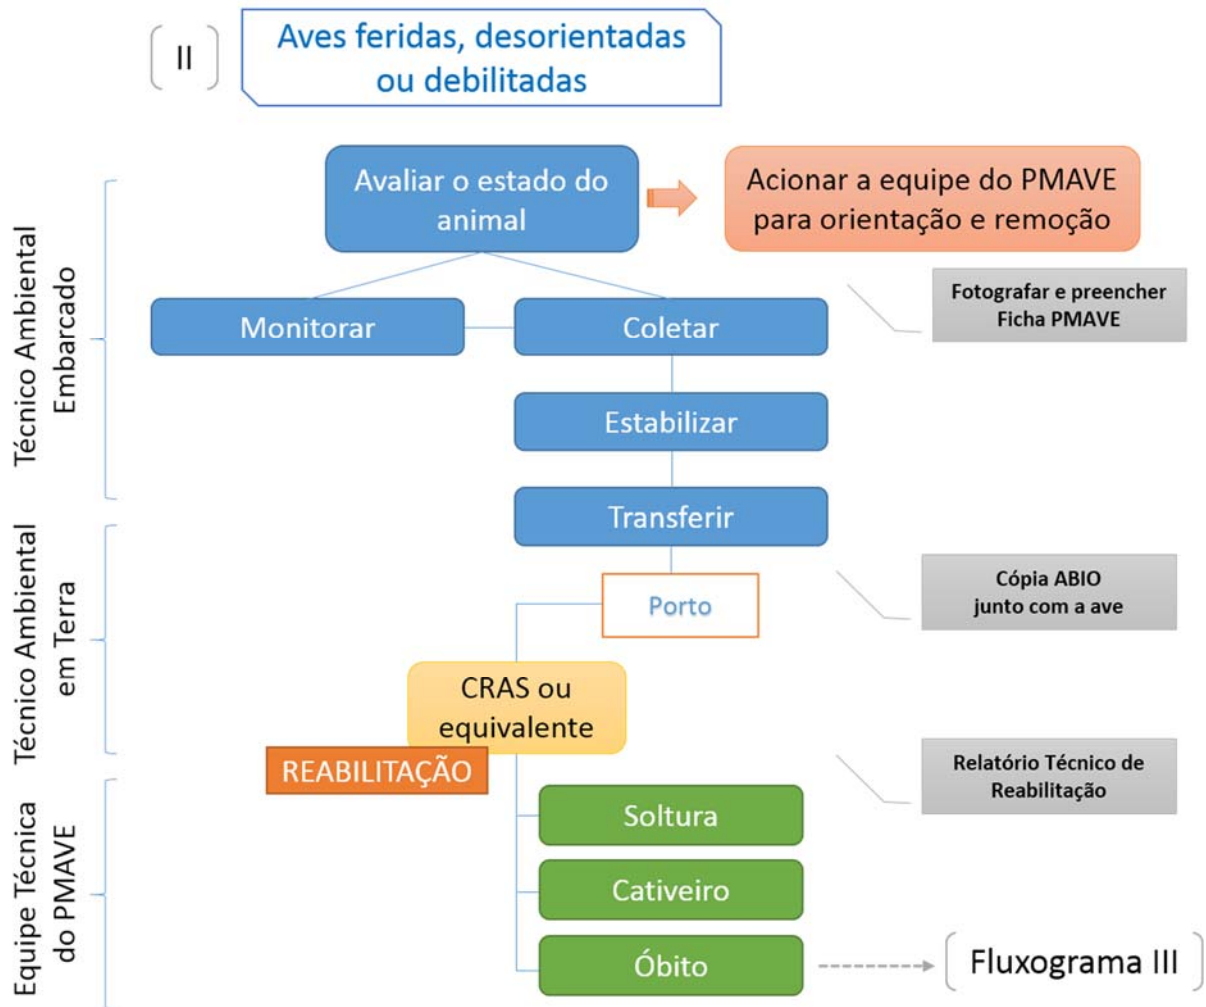 II
Aves feridas, desorientadas
ou debilitadas
Técnico Ambiental
Embarcado
Avaliar o estado do
animal
Acionar a equipe do PMAVE
para orientação e remoção
Fotografar e preencher
Ficha PMAVE
Monitorar
Coletar
Estabilizar
Transferir
Técnico Ambiental
em Terra
Porto
Cópia ABIO
junto com a ave
CRAS ou
equivalente
REABILITAÇÃO
Relatório Técnico de
Reabilitação
Equipe Técnica
do PMAVE
Soltura
Cativeiro
Óbito
Fluxograma III